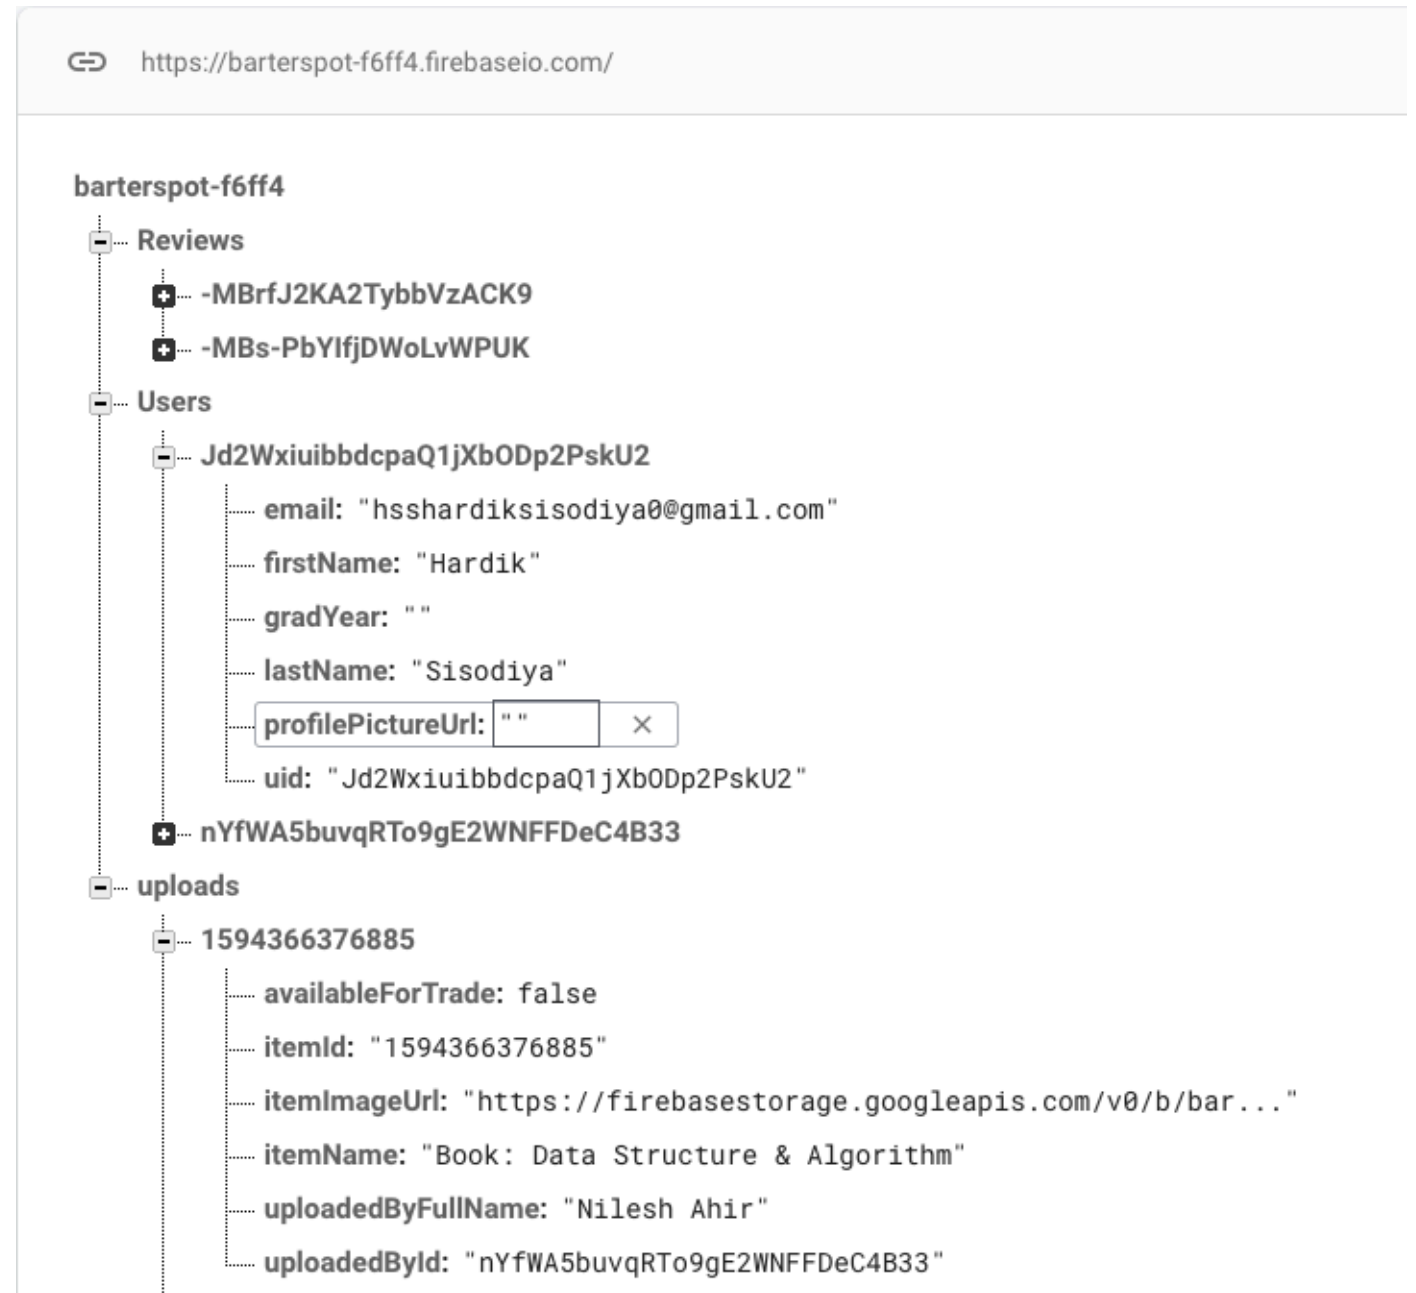 https://barterspot-f6ff4.firebaseio.com/
barterspot-f6ff4
Reviews
-MBrfJ2KA2TybbVzACK9
-MBs-PbYIfjDWoLvWPUK
Users
Jd2WxiuibbdcpaQ1jXbODp2PskU2
email: "hsshardiksisodiya0@gmail.com"
firstName: "Hardik"
gradYear: ""
lastName: "Sisodiya"
profilePictureUrl: "" ×
uid: "Jd2WxiuibbdcpaQ1jXbODp2PskU2"
nYfWA5buvqRTo9gE2WNFFDeC4B33
uploads
1594366376885
availableForTrade: false
itemId: "1594366376885"
itemImageUrl: "https://firebasestorage.googleapis.com/v0/b/bar..."
itemName: "Book: Data Structure & Algorithm"
uploadedByFullName: "Nilesh Ahir"
uploadedById: "nYfWA5buvqRTo9gE2WNFFDeC4B33"